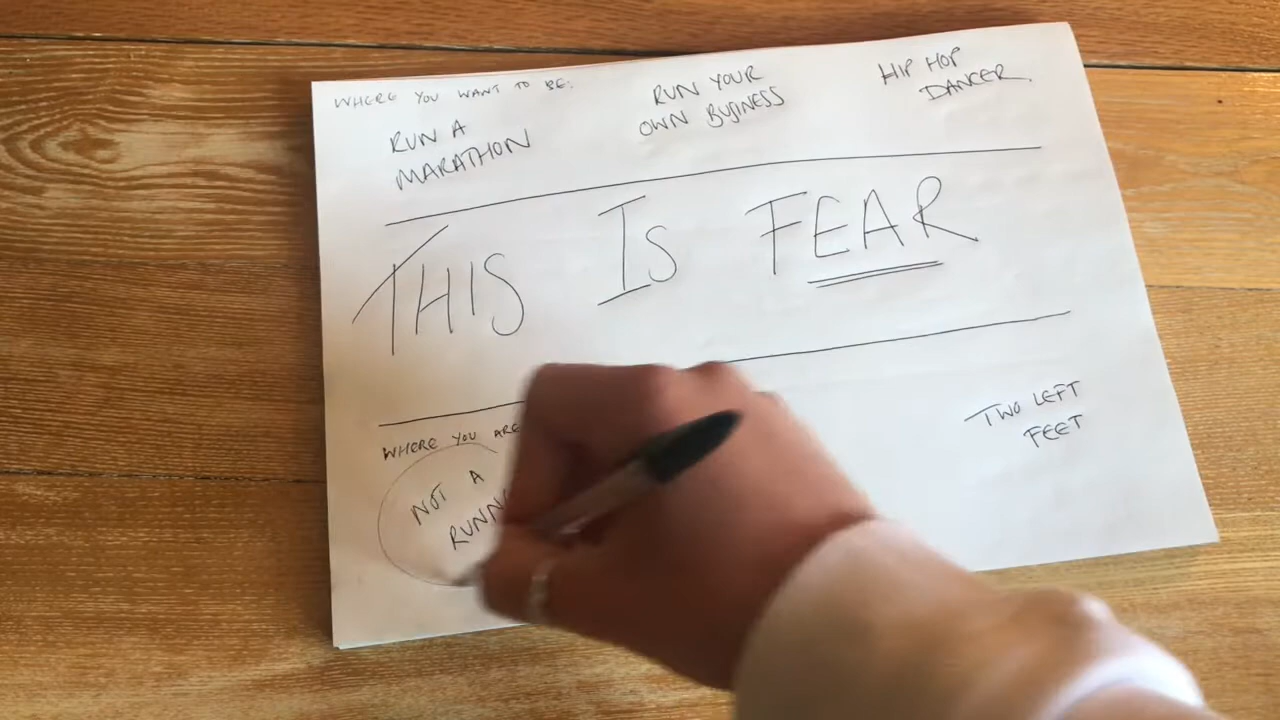 WHERE YOU WANT TO BE:
RUN A
MARATHON
RUN YOUR
OWN BUSINESS
HIP HOP
DANCER.
THIS IS FEAR
WHERE YOU ARE
NOT A
TWO LEFT
FEET